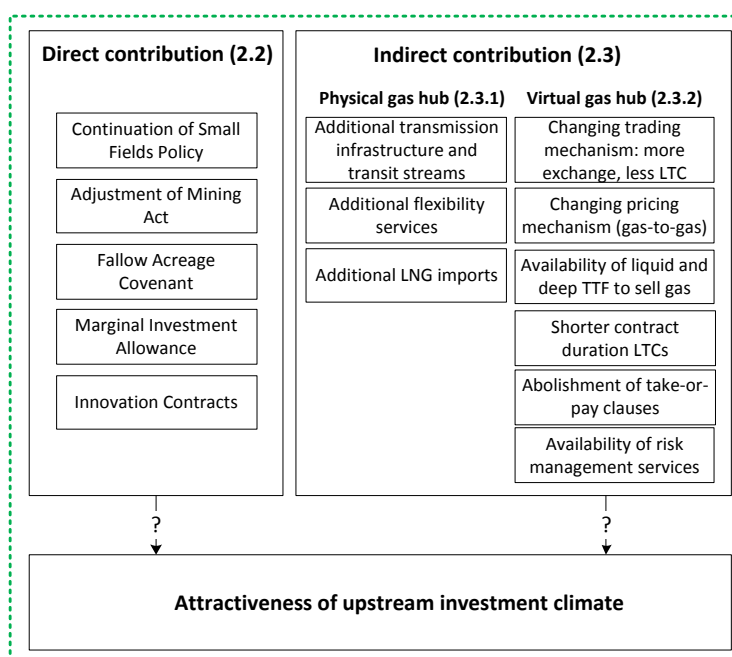 Direct contribution (2.2)
Continuation of Small
Fields Policy
Adjustment of Mining
Act
Fallow Acreage
Covenant
Marginal Investment
Allowance
Innovation Contracts
Indirect contribution (2.3)
Physical gas hub (2.3.1)
Additional transmission
infrastructure and
transit streams
Additional flexibility
services
Additional LNG imports
Virtual gas hub (2.3.2)
Changing trading
mechanism: more
exchange, less LTC
Changing pricing
mechanism (gas-to-gas)
Availability of liquid and
deep TTF to sell gas
Shorter contract
duration LTCs
Abolishment of take-or-
pay clauses
Availability of risk
management services
?
?
Attractiveness of upstream investment climate